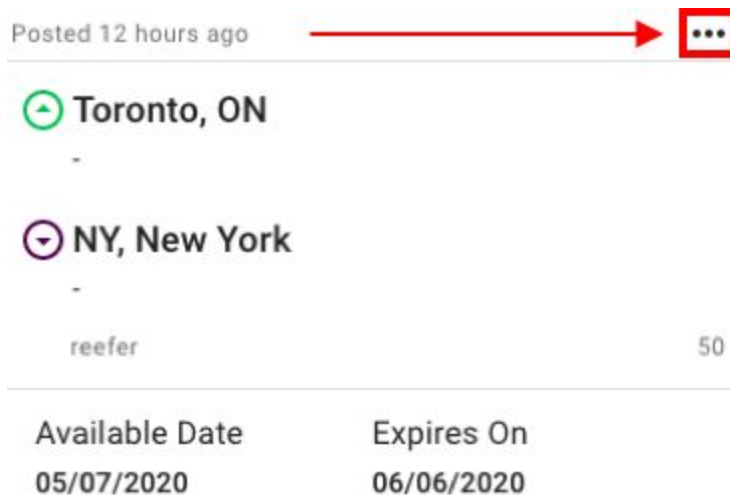 Posted 12 hours ago
Toronto, ON
-
NY, New York
-
reefer 50
Available Date Expires On
05/07/2020 06/06/2020